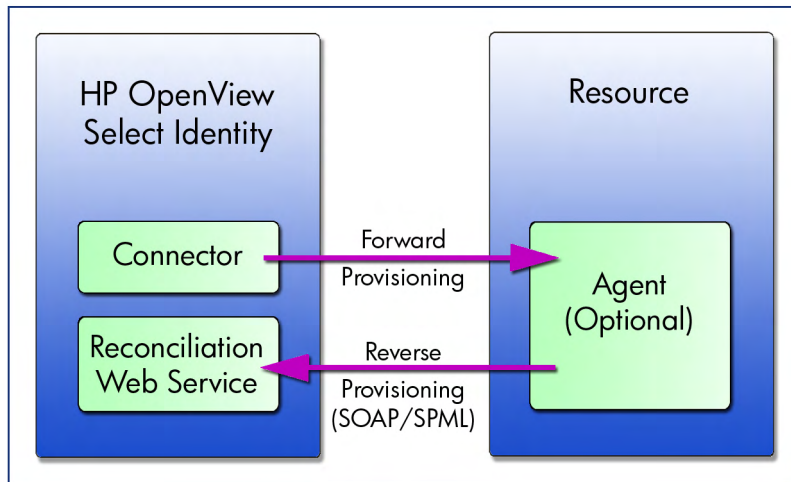 HP OpenView
Select Identity
Resource
Connector
Forward
Provisioning
Agent
(Optional)
Reconciliation
Web Service
Reverse
Provisioning
(SOAP/SPML)